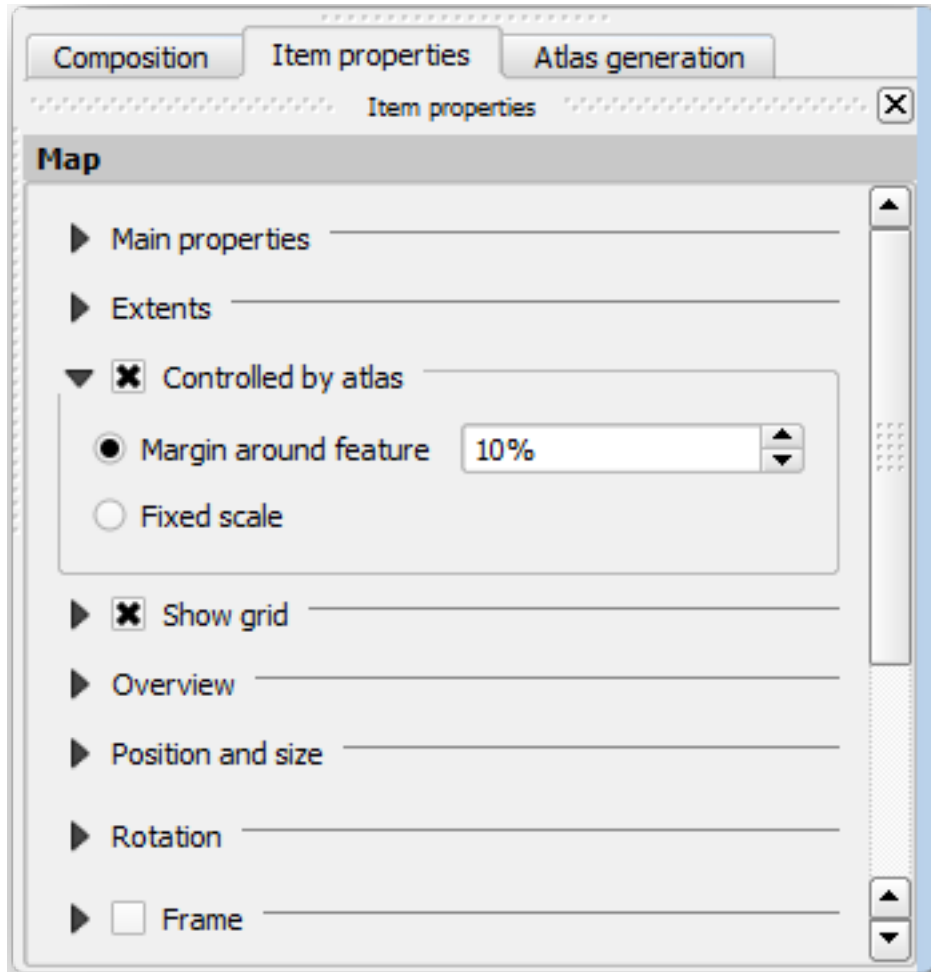 Composition Item properties Atlas generation
Item properties
Map
Main properties
Extents
Controlled by atlas
Margin around feature 10%
Fixed scale
Show grid
Overview
Position and size
Rotation
Frame